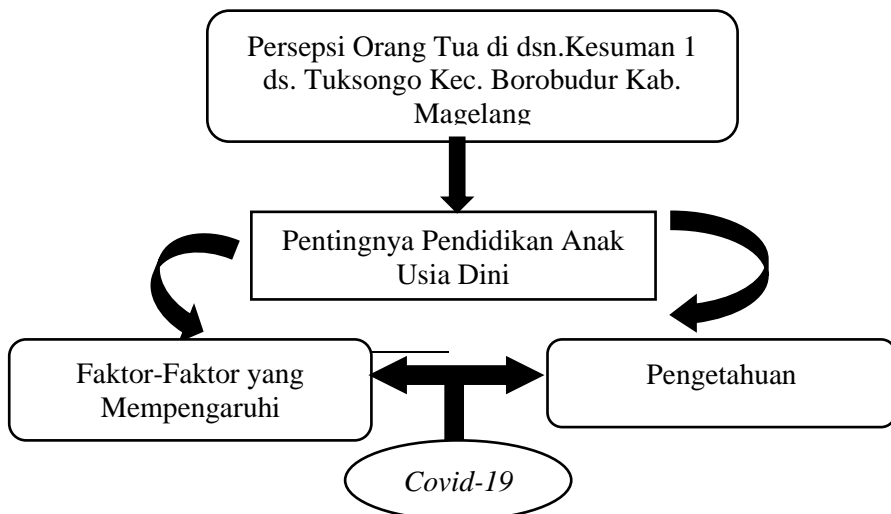 Persepsi Orang Tua di dsn.Kesuman 1
ds. Tuksongo Kec. Borobudur Kab.
Magelang
Pentingnya Pendidikan Anak
Usia Dini
Faktor-Faktor yang
Mempengaruhi
Pengetahuan
Covid-19